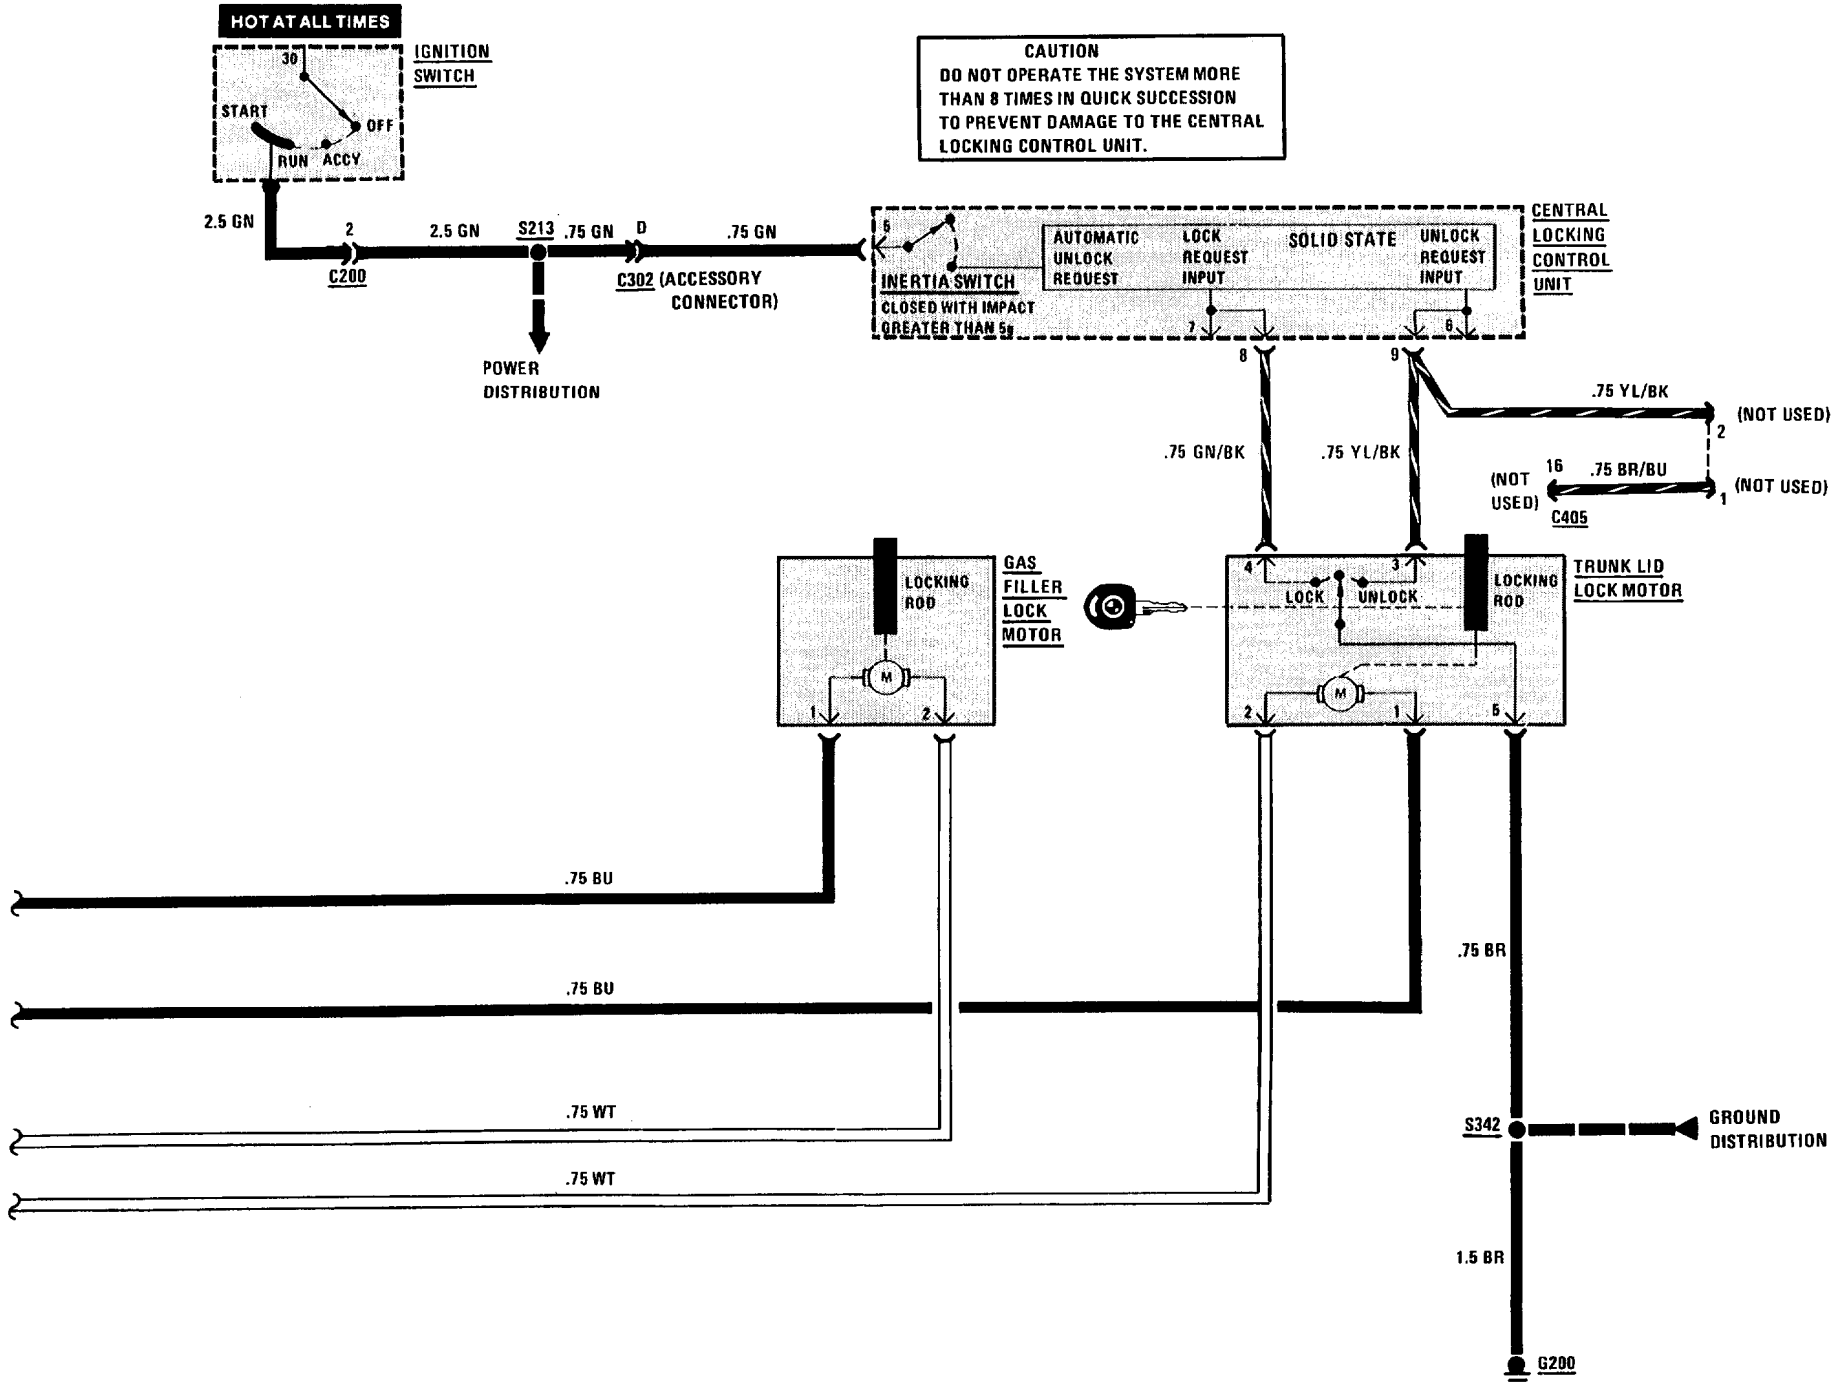 HOT AT ALL TIMES
30
IGNITION
SWITCH
START
OFF
RUN ACCY
CAUTION
DO NOT OPERATE THE SYSTEM MORE
THAN 8 TIMES IN QUICK SUCCESSION
TO PREVENT DAMAGE TO THE CENTRAL
LOCKING CONTROL UNIT.
2.5 GN
2
C200
2.5 GN
S213
.75 GN
D
C302 (ACCESSORY
CONNECTOR)
.75 GN
POWER
DISTRIBUTION
5
INERTIA SWITCH
CLOSED WITH IMPACT
GREATER THAN 5g
AUTOMATIC
UNLOCK
REQUEST
LOCK
REQUEST
INPUT
SOLID STATE
UNLOCK
REQUEST
INPUT
7
6
CENTRAL
LOCKING
CONTROL
UNIT
8
9
.75 GN/BK
.75 YL/BK
.75 YL/BK
(NOT USED)
2
(NOT
USED)
16
.75 BR/BU
(NOT USED)
1
C405
LOCKING
ROD
M
1
2
GAS
FILLER
LOCK
MOTOR
4
3
LOCK
UNLOCK
LOCKING
ROD
M
2
1
5
TRUNK LID
LOCK MOTOR
.75 BU
.75 BU
.75 WT
.75 WT
.75 BR
S342
GROUND
DISTRIBUTION
1.5 BR
G200